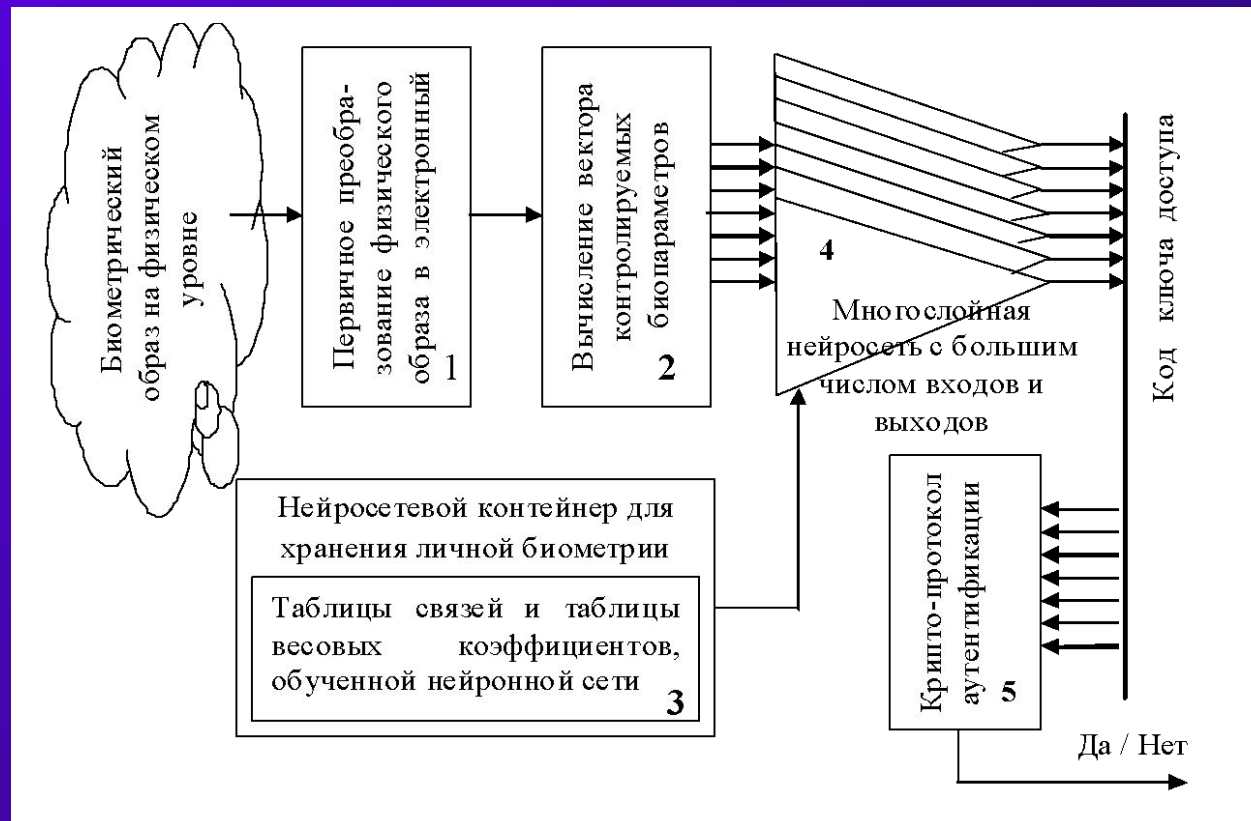 Биометрический
образ на физическом
уровне
Первичное преобра-
зование физического
образа в электронный
1
Вычисление вектора
контролируемых
биопараметров
2
4
Многослойная
нейросеть с большим
числом входов и
выходов
Код ключа доступа
Нейросетевой контейнер для
хранения личной биометрии
Таблицы связей и таблицы
весовых коэффициентов,
обученной нейронной сети
3
Крипто-протокол
аутентификации
5
Да / Нет